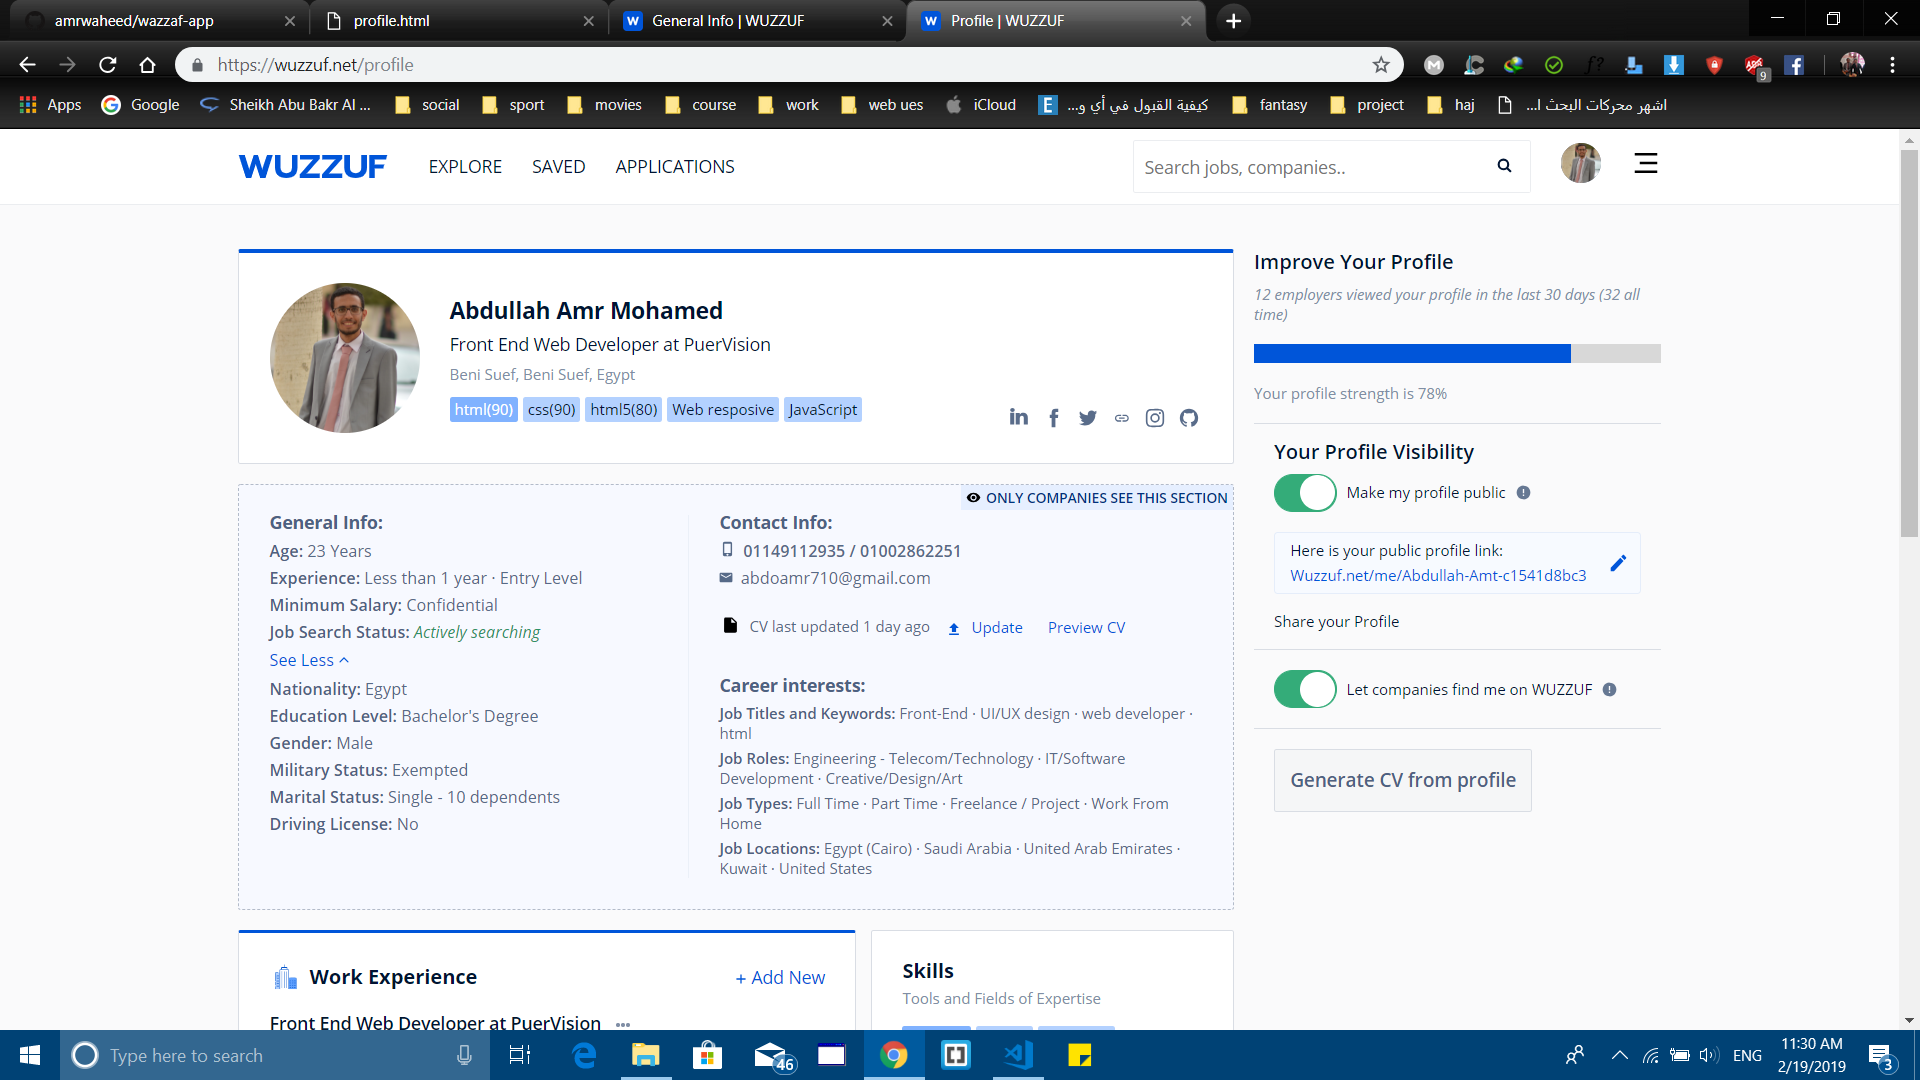 amrwaheed/wazzaf-app
profile.html
General Info | WUZZUF
Profile | WUZZUF
https://wuzzuf.net/profile
9
Apps
Google
Sheikh Abu Bakr Al ...
social
sport
movies
course
work
web ues
iCloud
كيفية القبول في أي و...
fantasy
project
haj
اشهر محركات البحث ا...
WUZZUF
EXPLORE
SAVED
APPLICATIONS
Search jobs, companies..
Abdullah Amr Mohamed
Front End Web Developer at PuerVision
Beni Suef, Beni Suef, Egypt
html(90) css(90) html5(80) Web resposive JavaScript
ONLY COMPANIES SEE THIS SECTION
General Info:
Age: 23 Years
Experience: Less than 1 year · Entry Level
Minimum Salary: Confidential
Job Search Status: Actively searching
See Less
Nationality: Egypt
Education Level: Bachelor's Degree
Gender: Male
Military Status: Exempted
Marital Status: Single - 10 dependents
Driving License: No
Contact Info:
01149112935 / 01002862251
abdoamr710@gmail.com
CV last updated 1 day ago
Update
Preview CV
Career interests:
Job Titles and Keywords: Front-End · UI/UX design · web developer ·
html
Job Roles: Engineering - Telecom/Technology · IT/Software
Development · Creative/Design/Art
Job Types: Full Time · Part Time · Freelance / Project · Work From
Home
Job Locations: Egypt (Cairo) · Saudi Arabia · United Arab Emirates ·
Kuwait · United States
Work Experience
+ Add New
Front End Web Developer at PuerVision
Skills
Tools and Fields of Expertise
Improve Your Profile
12 employers viewed your profile in the last 30 days (32 all
time)
Your profile strength is 78%
Your Profile Visibility
Make my profile public
Here is your public profile link:
Wuzzuf.net/me/Abdullah-Amt-c1541d8bc3
Share your Profile
Let companies find me on WUZZUF
Generate CV from profile
Type here to search
46
ENG
11:30 AM
2/19/2019
3